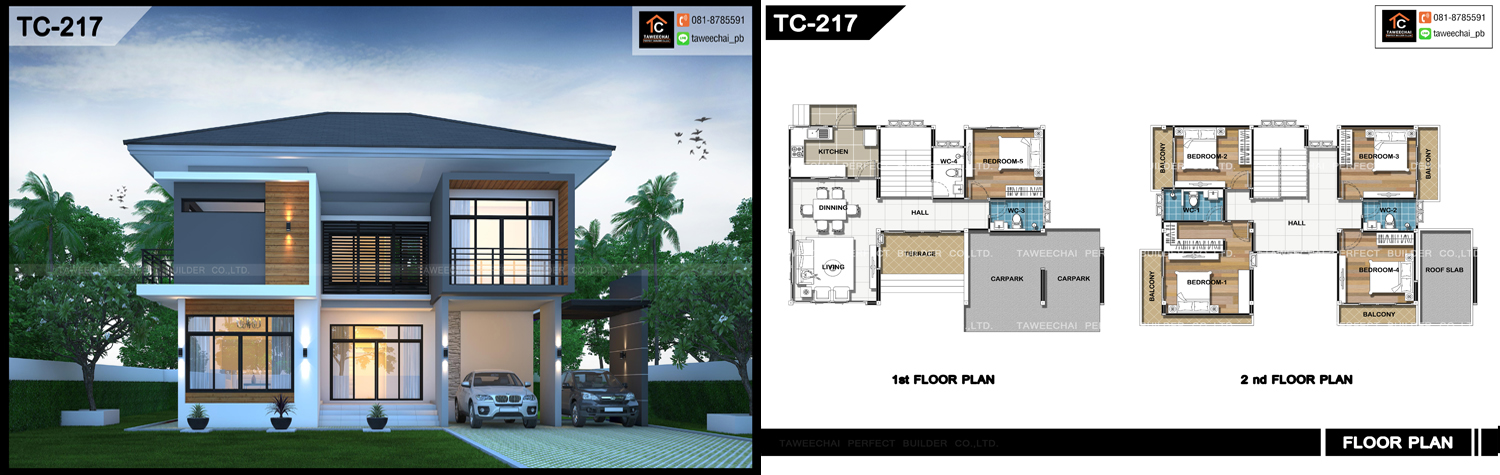 TC-217
TC
TAWEECHAI
081-8785591
taweechai_pb
TAWEECHAI PERFECT BUILDER CO.,LTD.
TC-217
TC
TAWEECHAI
081-8785591
taweechai_pb
KITCHEN
WC-4
BEDROOM-5
DINNING
HALL
WC-3
LIVING
TERRACE
CARPARK
CARPARK
1st FLOOR PLAN
BALCONY
BEDROOM-2
BEDROOM-3
BALCONY
WC-1
HALL
WC-2
BALCONY
BEDROOM-1
BEDROOM-4
ROOF SLAB
BALCONY
2 nd FLOOR PLAN
TAWEECHAI PERFECT BUILDER CO.,LTD.
FLOOR PLAN